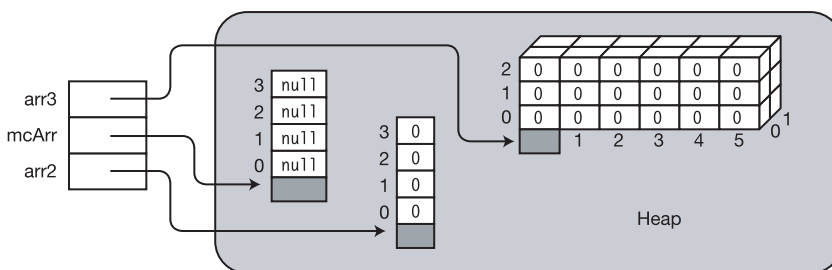 arr3
mcArr
arr2
3 null
2 null
1 null
0 null
3 0
2 0
1 0
0 0
2 0 0 0 0 0 0
1 0 0 0 0 0 0
0 0 0 0 0 0 0
1 2 3 4 5 0 1
Heap